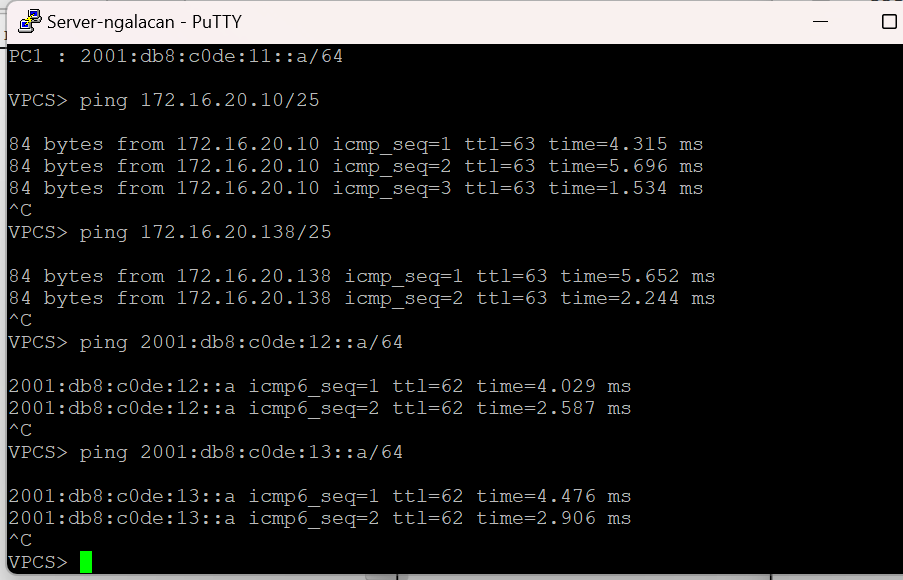 Server-ngalacan - PuTTY
PC1 : 2001:db8:c0de:11::a/64
VPCS> ping 172.16.20.10/25
84 bytes from 172.16.20.10 icmp_seq=1 ttl=63 time=4.315 ms
84 bytes from 172.16.20.10 icmp_seq=2 ttl=63 time=5.696 ms
84 bytes from 172.16.20.10 icmp_seq=3 ttl=63 time=1.534 ms
^C
VPCS> ping 172.16.20.138/25
84 bytes from 172.16.20.138 icmp_seq=1 ttl=63 time=5.652 ms
84 bytes from 172.16.20.138 icmp_seq=2 ttl=63 time=2.244 ms
^C
VPCS> ping 2001:db8:c0de:12::a/64
2001:db8:c0de:12::a icmp6_seq=1 ttl=62 time=4.029 ms
2001:db8:c0de:12::a icmp6_seq=2 ttl=62 time=2.587 ms
^C
VPCS> ping 2001:db8:c0de:13::a/64
2001:db8:c0de:13::a icmp6_seq=1 ttl=62 time=4.476 ms
2001:db8:c0de:13::a icmp6_seq=2 ttl=62 time=2.906 ms
^C
VPCS>